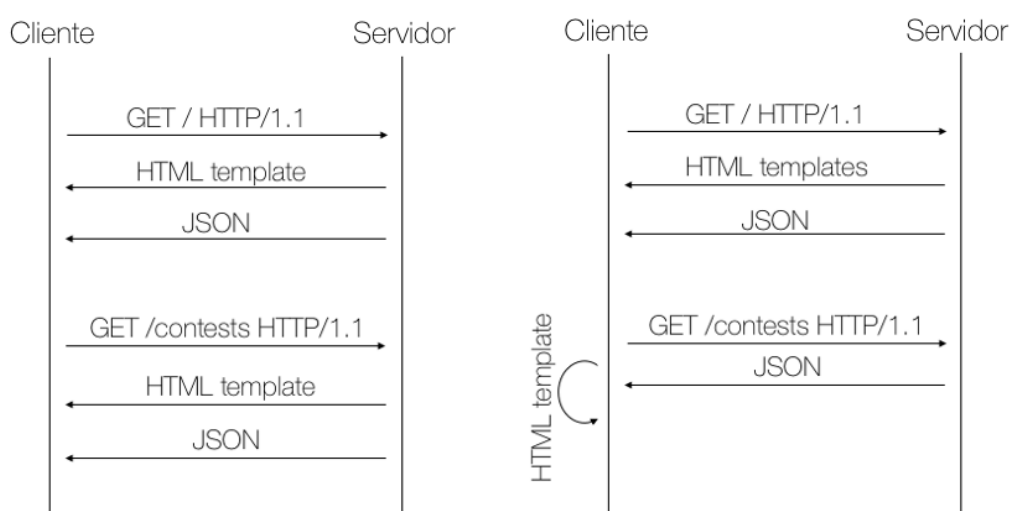 Cliente
Servidor
GET / HTTP/1.1
HTML template
JSON
GET /contests HTTP/1.1
HTML template
JSON
Cliente
Servidor
GET / HTTP/1.1
HTML templates
JSON
GET /contests HTTP/1.1
JSON
HTML template